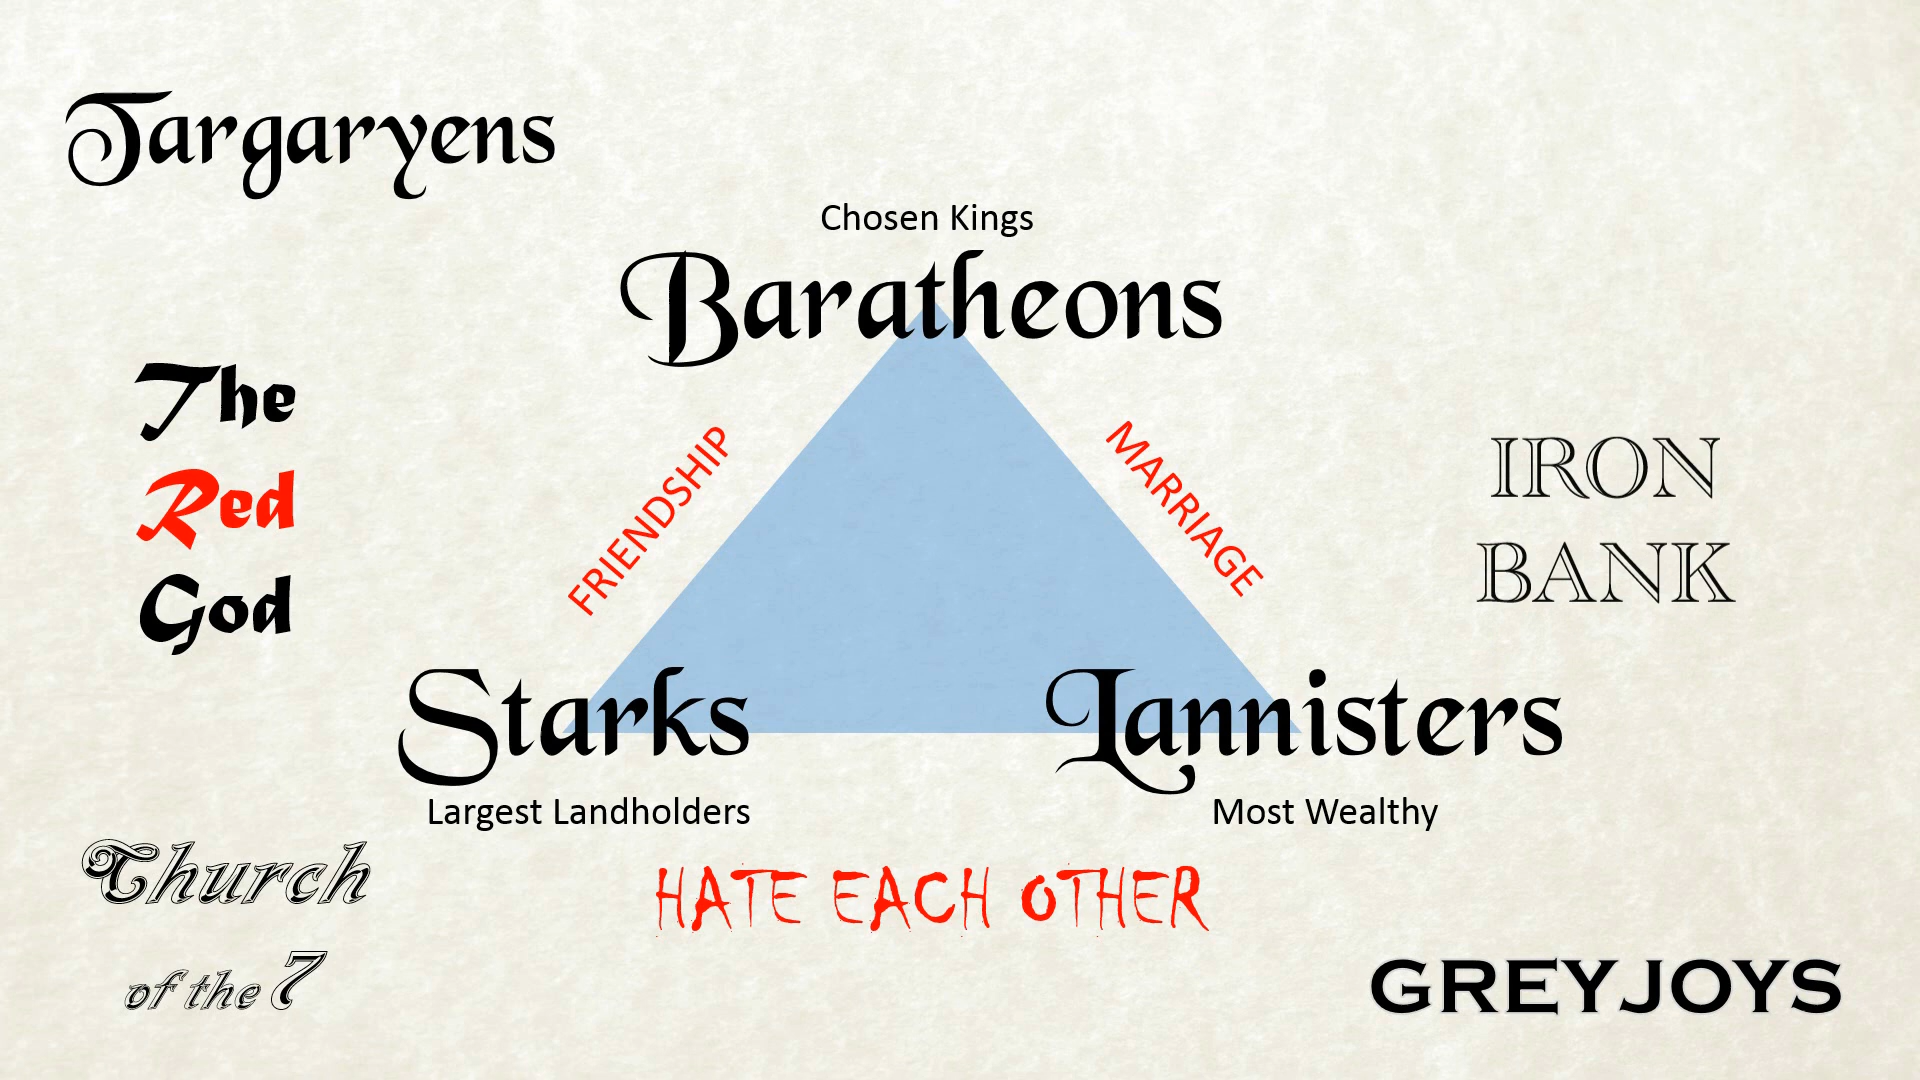 Targaryens
Chosen Kings
Baratheons
The
Red
God
FRIENDSHIP
MARRIAGE
IRON
BANK
Starks
Lannisters
Largest Landholders
Most Wealthy
Church
of the 7
HATE EACH OTHER
GREYJOYS